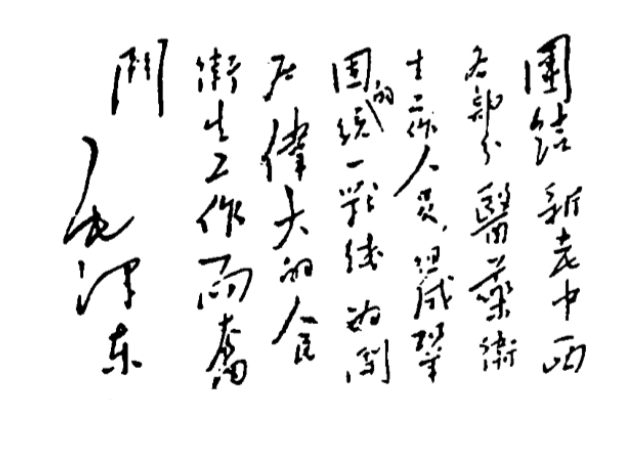 團結新老中西
各部分醫藥衛
生工作人員，組成鞏
固的統一戰綫為開
展偉大的人民
衛生工作而奮
鬥
毛澤东